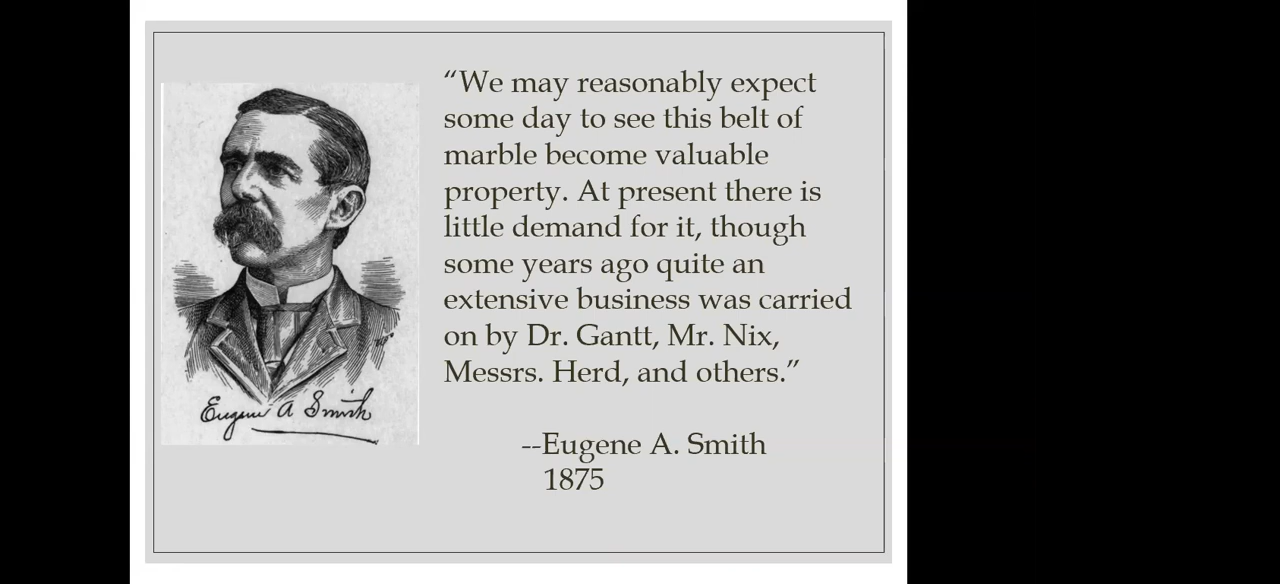 “We may reasonably expect
some day to see this belt of
marble become valuable
property. At present there is
little demand for it, though
some years ago quite an
extensive business was carried
on by Dr. Gantt, Mr. Nix,
Messrs. Herd, and others.”
--Eugene A. Smith
1875
Eugene A Smith